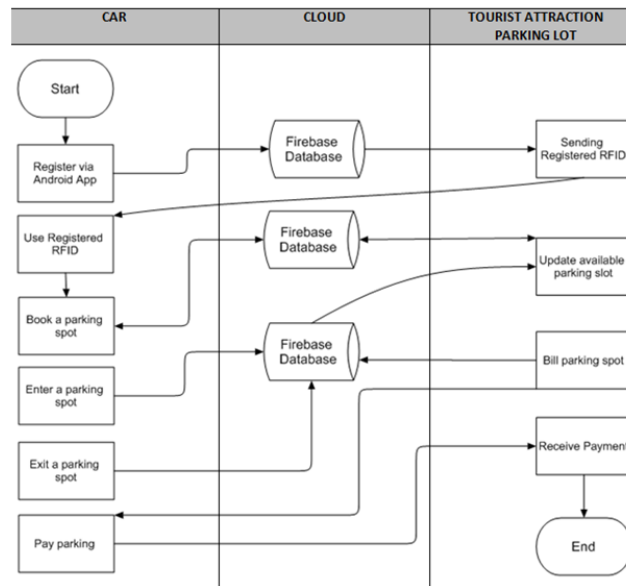 CAR
CLOUD
TOURIST ATTRACTION
PARKING LOT
Start
Register via
Android App
Firebase
Database
Sending
Registered RFID
Use Registered
RFID
Firebase
Database
Update available
parking slot
Book a parking
spot
Firebase
Database
Bill parking spot
Enter a parking
spot
Exit a parking
spot
Receive Payment
Pay parking
End